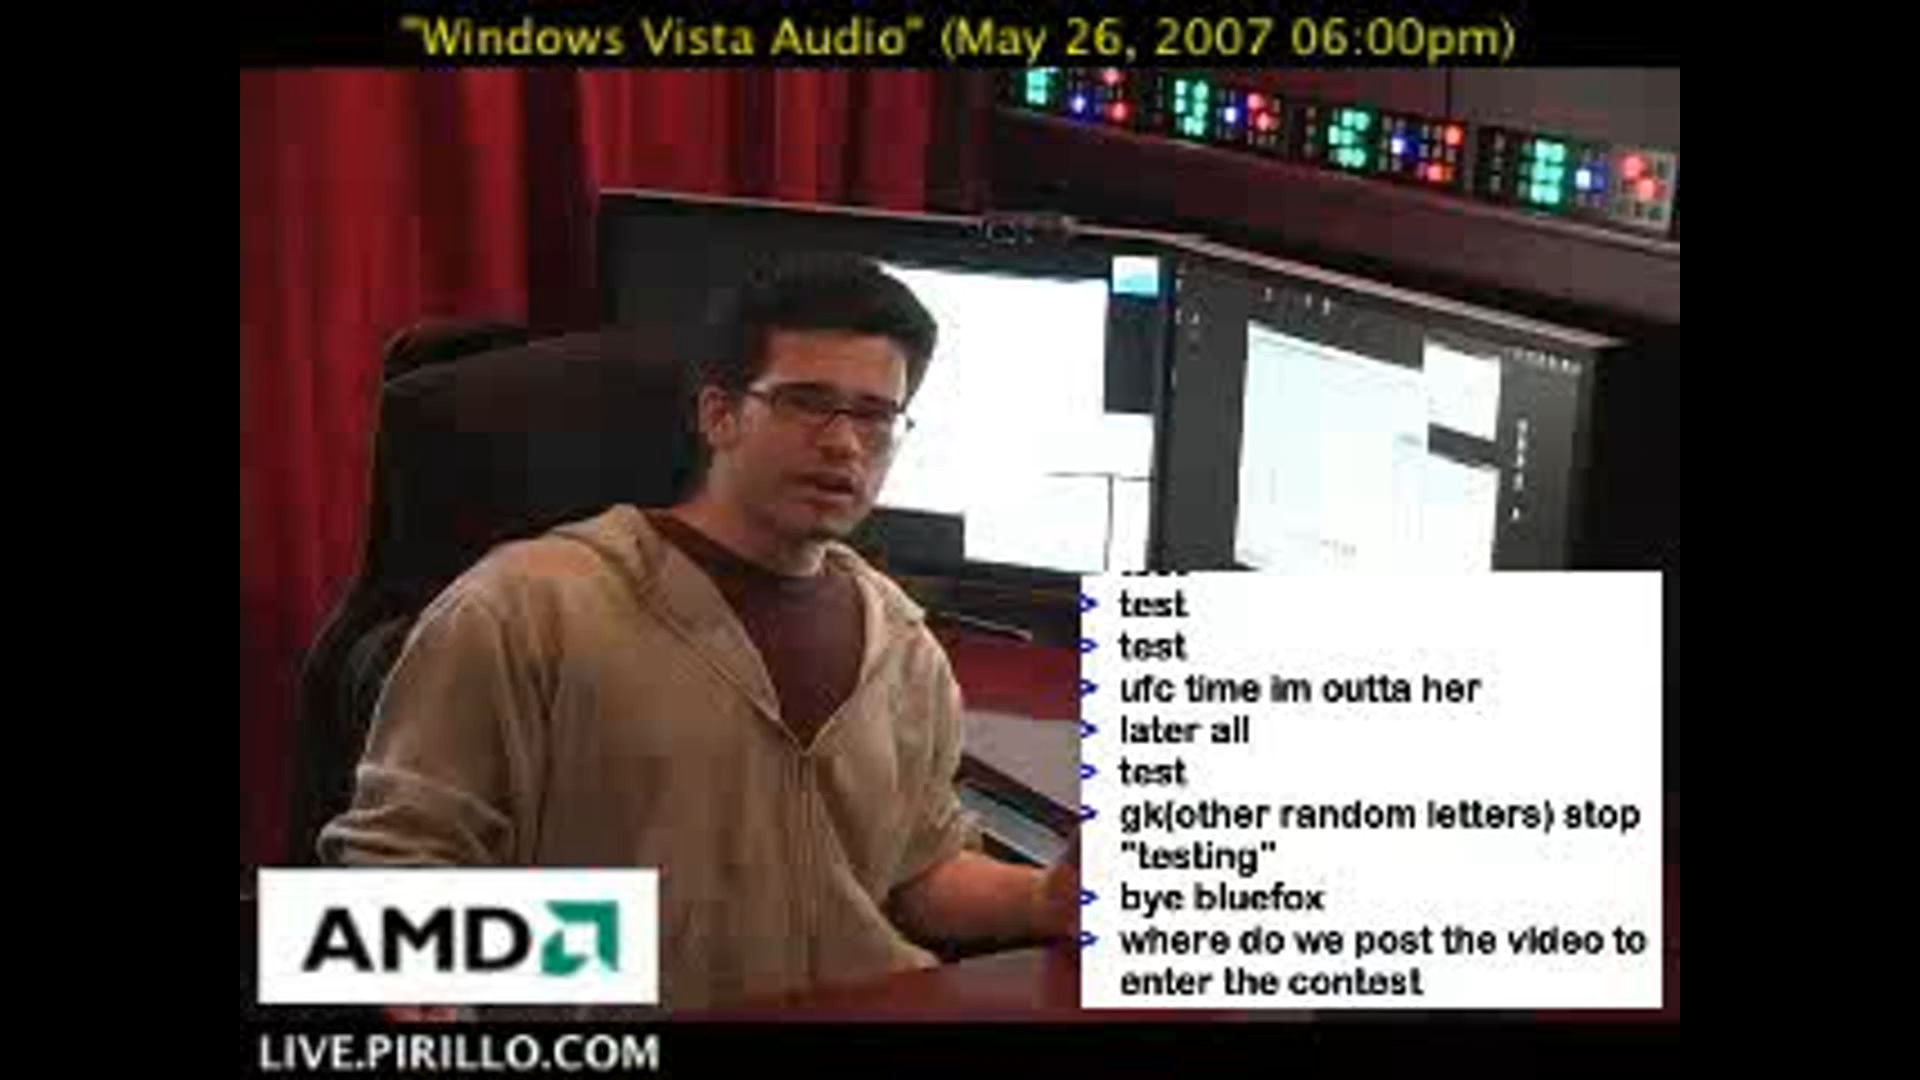 "Windows Vista Audio" (May 26, 2007 06:00pm)
> test
> test
> ufc time im outta her
> later all
> test
> gk(other random letters) stop
"testing"
> bye bluefox
> where do we post the video to
enter the contest
AMD
LIVE.PIRILLO.COM